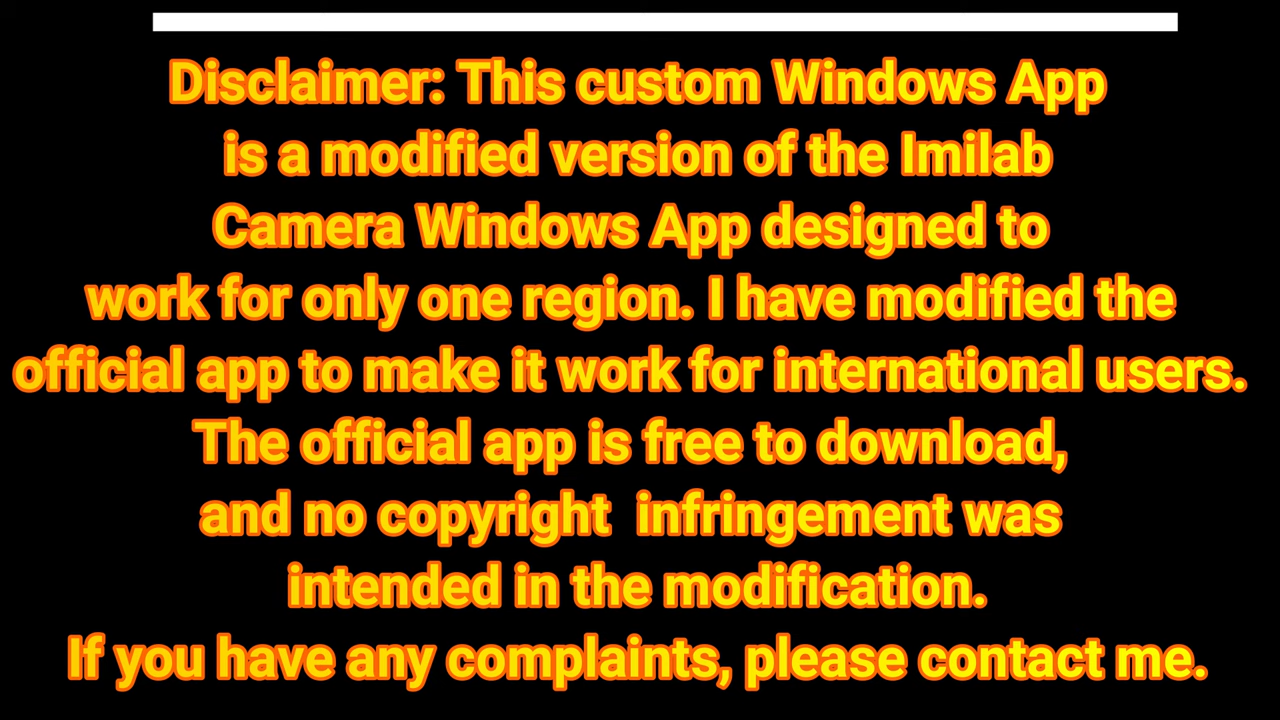 Disclaimer: This custom Windows App
is a modified version of the Imilab
Camera Windows App designed to
work for only one region. I have modified the
official app to make it work for international users.
The official app is free to download,
and no copyright  infringement was
intended in the modification.
If you have any complaints, please contact me.